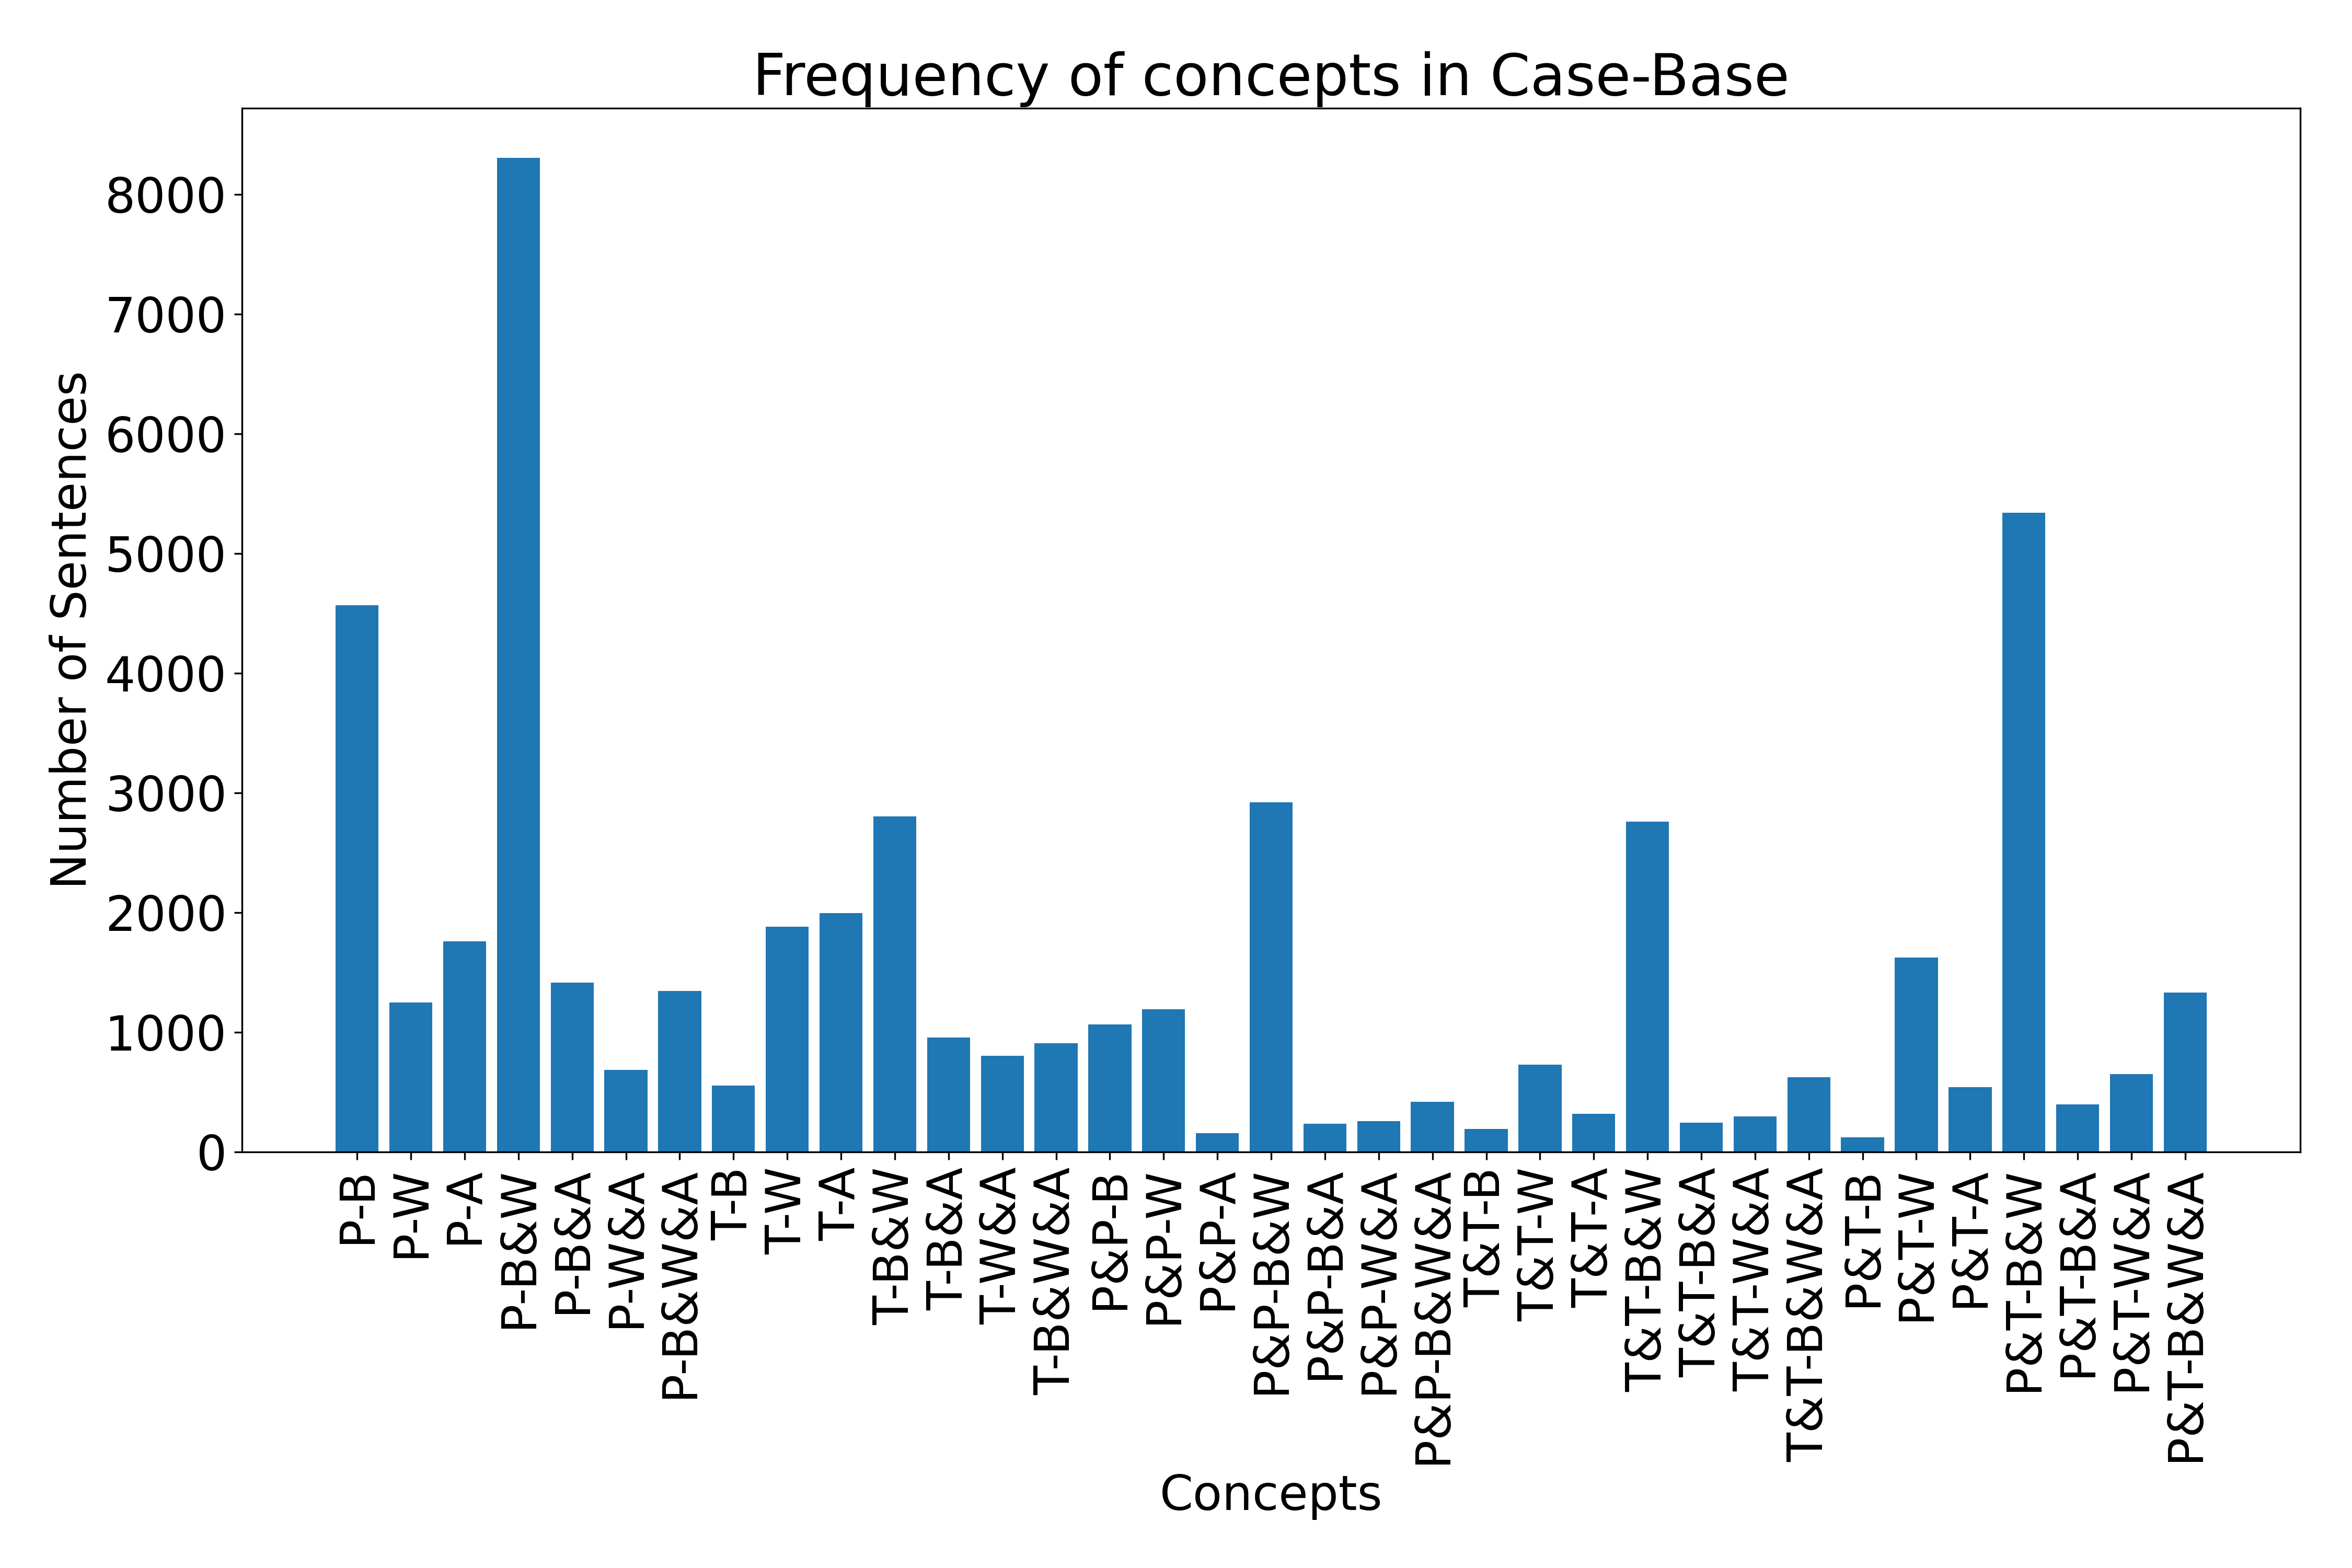 Frequency of concepts in Case-Base
Number of Sentences
8000
7000
6000
5000
4000
3000
2000
1000
0
P-B
P-W
P-A
P-B&W
P-B&A
P-W&A
P-B&W&A
T-B
T-W
T-A
T-B&W
T-B&A
T-W&A
T-B&W&A
P&P-B
P&P-W
P&P-A
P&P-B&W
P&P-B&A
P&P-W&A
P&P-B&W&A
T&T-B
T&T-W
T&T-A
T&T-B&W
T&T-B&A
T&T-W&A
T&T-B&W&A
P&T-B
P&T-W
P&T-A
P&T-B&W
P&T-B&A
P&T-W&A
P&T-B&W&A
Concepts